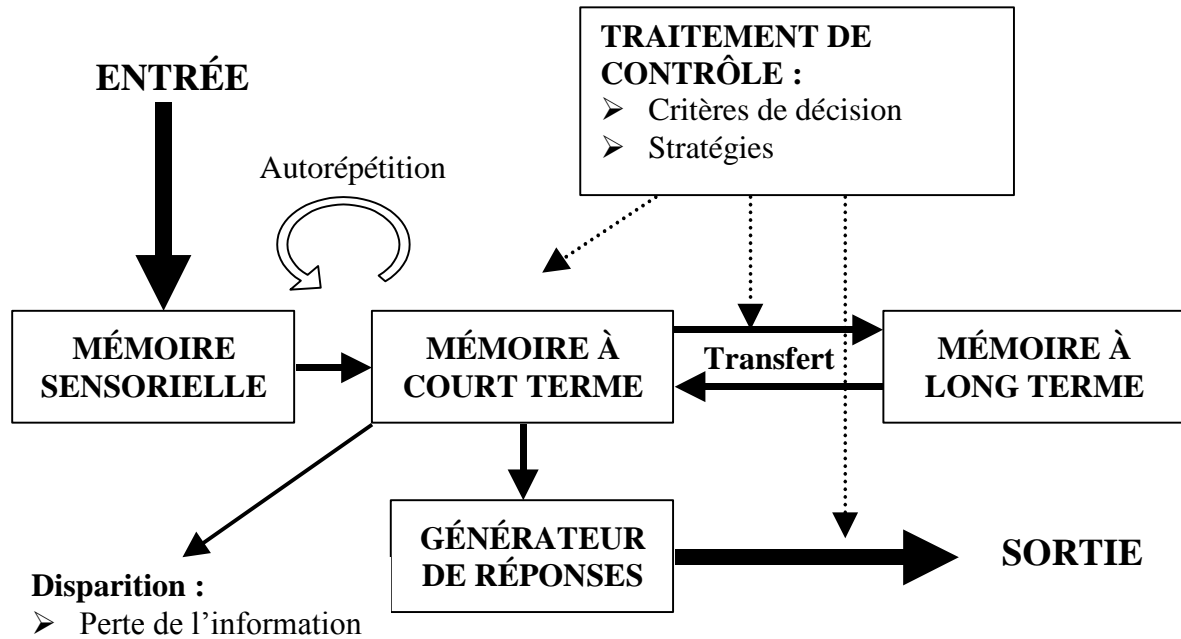 TRAITEMENT DE
CONTRÔLE :
➢ Critères de décision
➢ Stratégies
ENTRÉE
Autorépétition
MÉMOIRE
SENSORIELLE
MÉMOIRE À
COURT TERME
Transfert
MÉMOIRE À
LONG TERME
GÉNÉRATEUR
DE RÉPONSES
SORTIE
Disparition :
➢ Perte de l’information